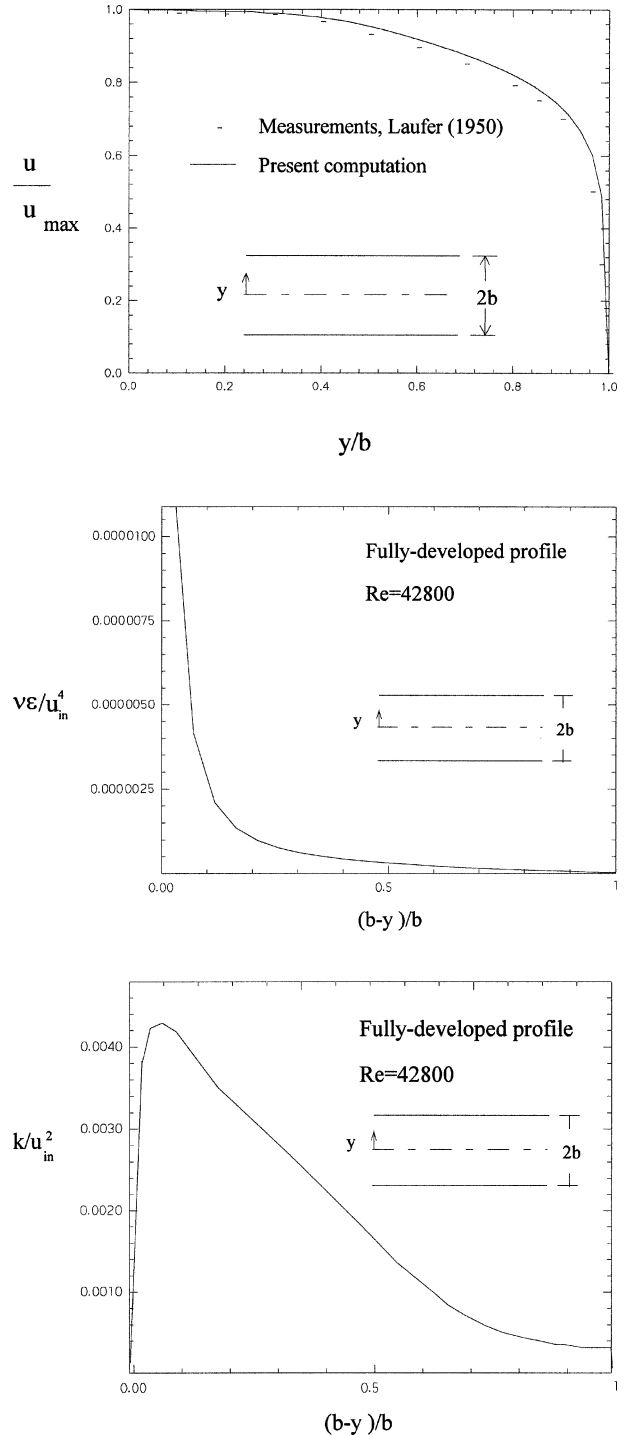 1.0
0.8
0.6
0.4
0.2
0.0
u
u max
- Measurements, Laufer (1950)
Present computation
y
2b
0.0 0.2 0.4 0.6 0.8 1.0
y/b
0.0000100
0.0000075
0.0000050
0.0000025
νε/u⁴in
Fully-developed profile
Re=42800
y
2b
0.00 0.5 1
(b-y )/b
0.0040
0.0030
0.0020
0.0010
k/u²in
Fully-developed profile
Re=42800
y
2b
0.00 0.5 1
(b-y )/b